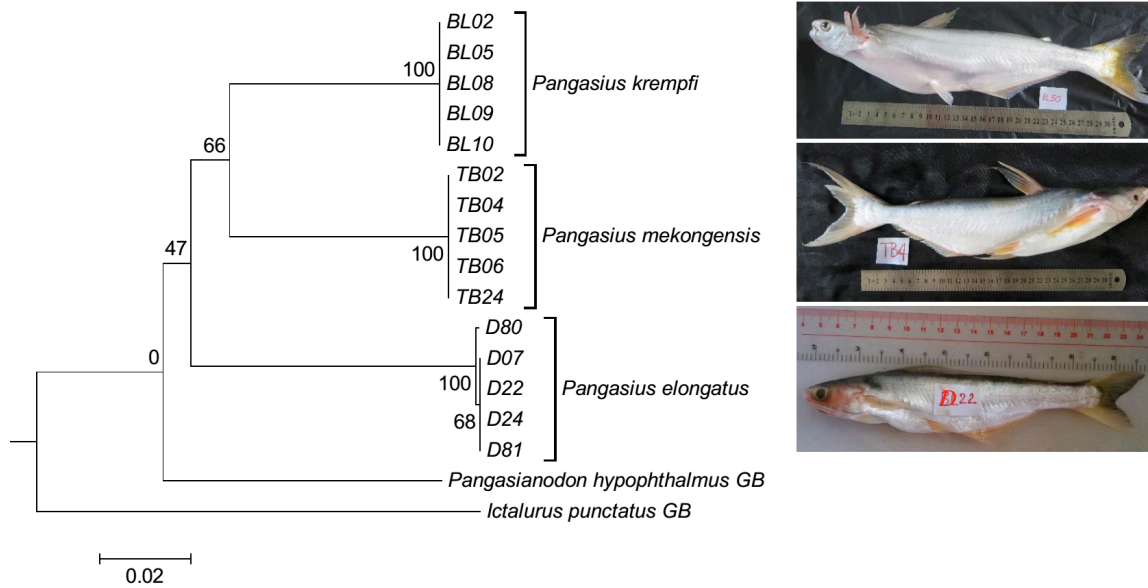 BL02
BL05
100
BL08
Pangasius krempfi
BL09
BL10
66
TB02
TB04
TB05
Pangasius mekongensis
100
TB06
TB24
47
D80
D07
0
100
D22
Pangasius elongatus
68
D24
D81
Pangasianodon hypophthalmus GB
Ictalurus punctatus GB
0.02
BL50
TB4
D22